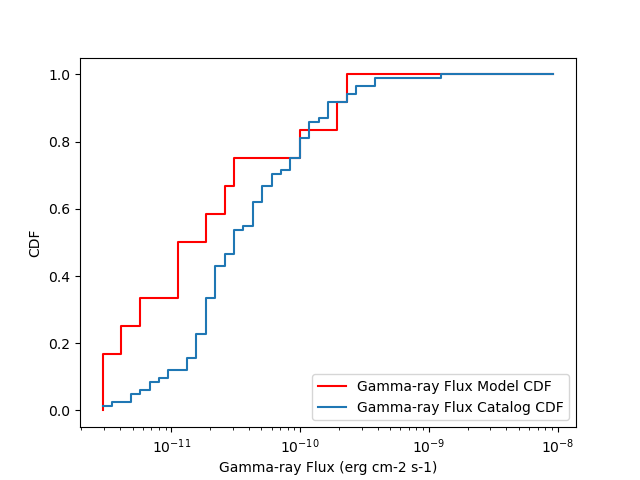 1.0
0.8
0.6
0.4
0.2
0.0
CDF
10⁻¹¹ 10⁻¹⁰ 10⁻⁹ 10⁻⁸
Gamma-ray Flux (erg cm-2 s-1)
Gamma-ray Flux Model CDF
Gamma-ray Flux Catalog CDF